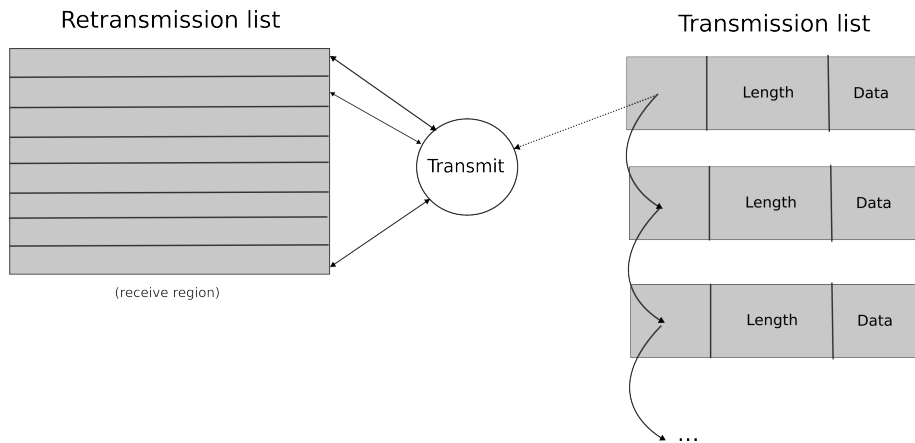 Retransmission list
Transmission list
Length
Data
Transmit
Length
Data
(receive region)
Length
Data
...